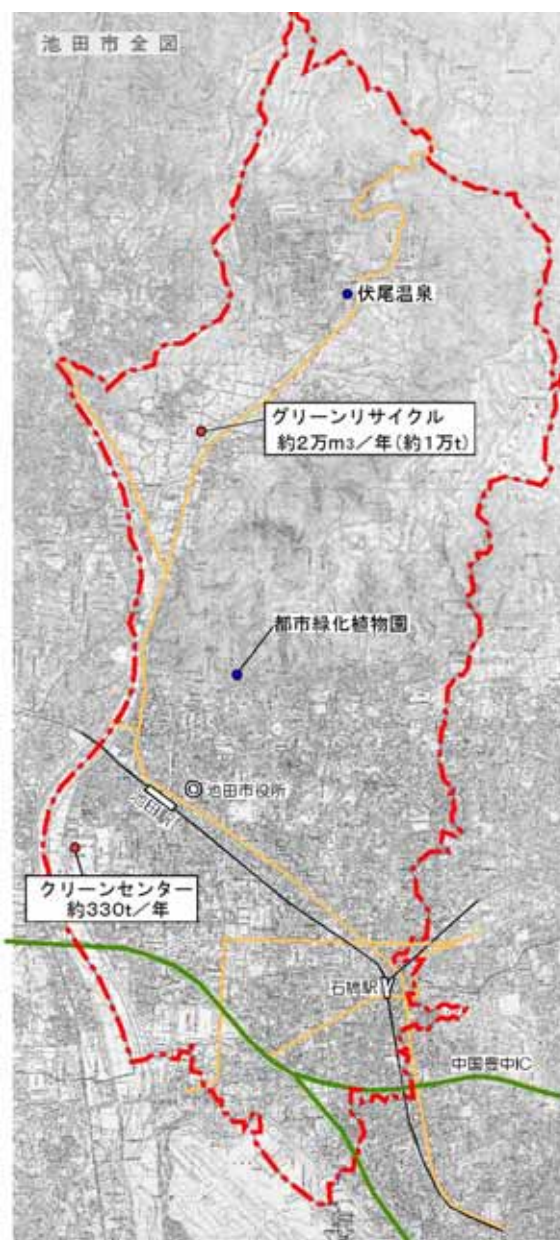 池田市全図
伏尾温泉
グリーンリサイクル
約2万m3／年(約1万t)
都市緑化植物園
池田市役所
池田駅
クリーンセンター
約330t／年
石橋駅
中国豊中IC